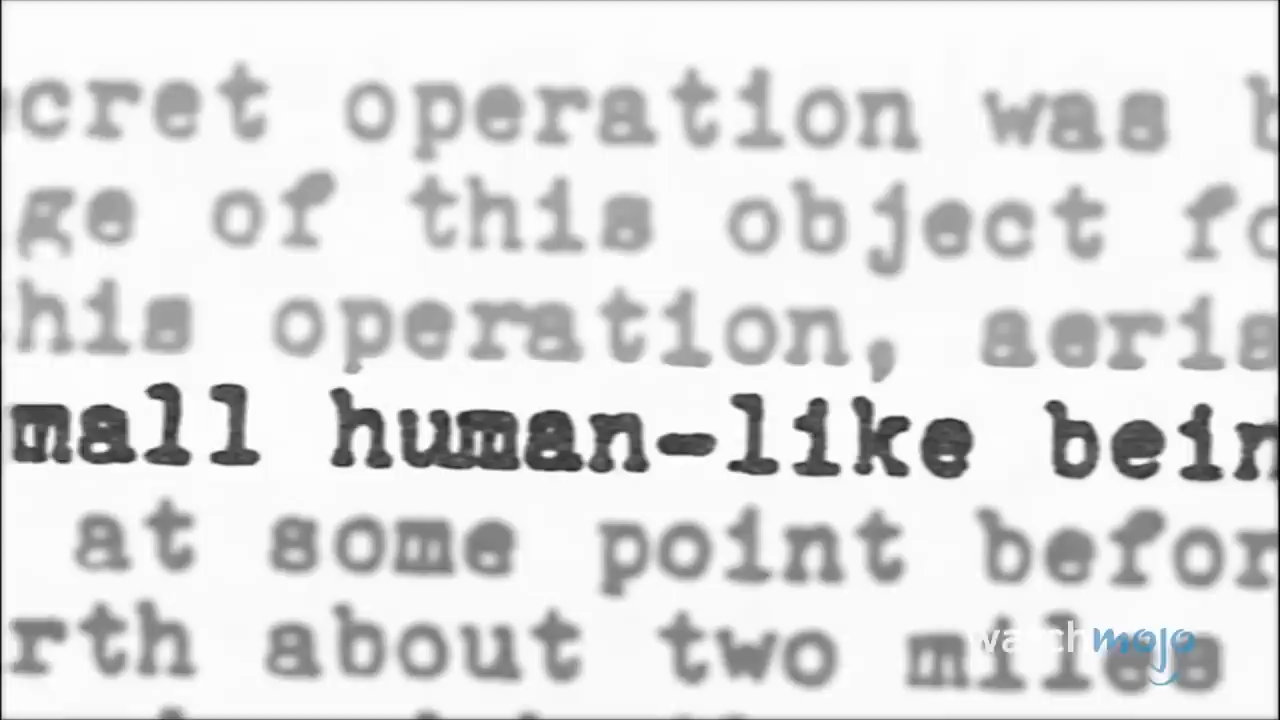 cret operation was b
ge of this object fo
his operation, aeria
mall human-like bein
at some point befor
rth about two miles
watchmojo